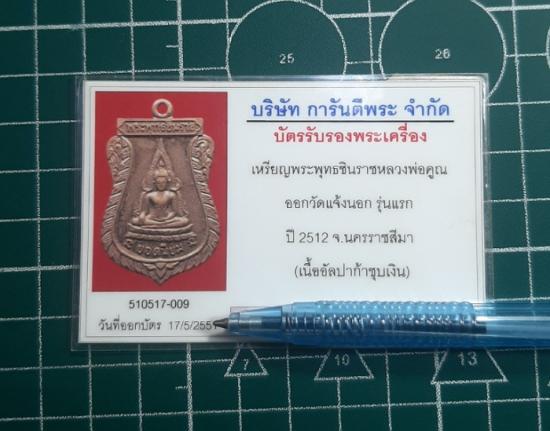 25
26
บริษัท การันตีพระ จำกัด
บัตรรับรองพระเครื่อง
เหรียญพระพุทธชินราชหลวงพ่อคูณ
ออกวัดแจ้งนอก รุ่นแรก
ปี 2512 จ.นครราชสีมา
(เนื้ออัลปาก้าชุบเงิน)
510517-009
วันที่ออกบัตร 17/5/255
7
10
13